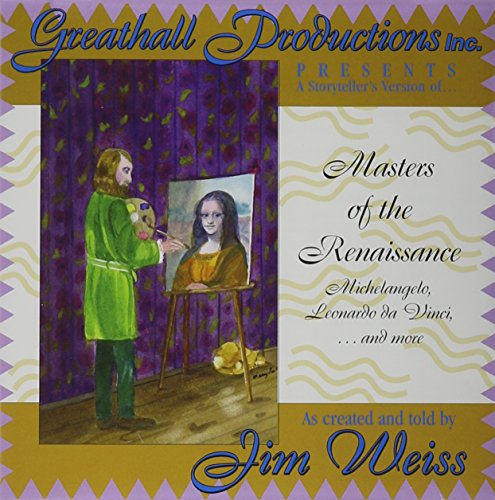 Greathall Productions Inc.
PRESENTS
A Storyteller's Version of...
Masters
of the
Renaissance
Michelangelo,
Leonardo da Vinci,
... and more
As created and told by
Jim Weiss